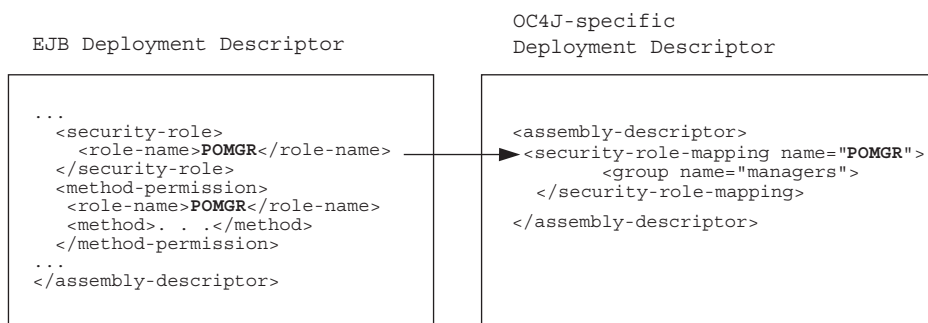 EJB Deployment Descriptor
...
<security-role>
<role-name>POMGR</role-name>
</security-role>
<method-permission>
<role-name>POMGR</role-name>
<method>. . .</method>
</method-permission>
...
</assembly-descriptor>
OC4J-specific
Deployment Descriptor
<assembly-descriptor>
<security-role-mapping name="POMGR">
<group name="managers">
</security-role-mapping>
</assembly-descriptor>